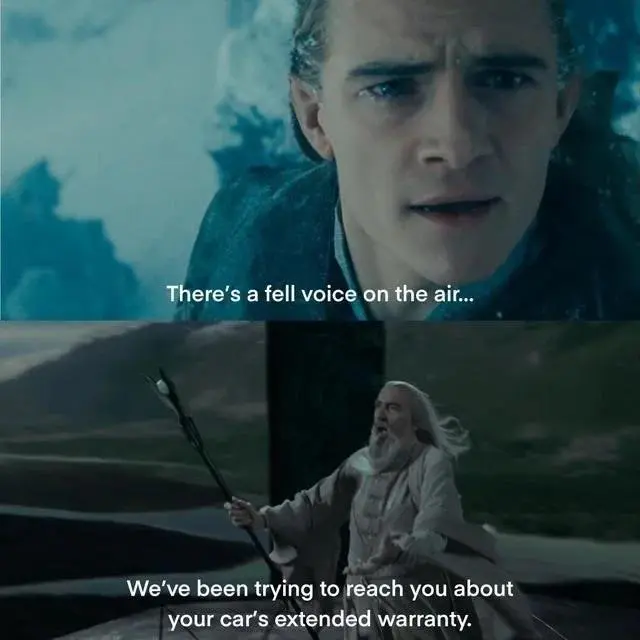 There's a fell voice on the air...
We've been trying to reach you about
your car's extended warranty.